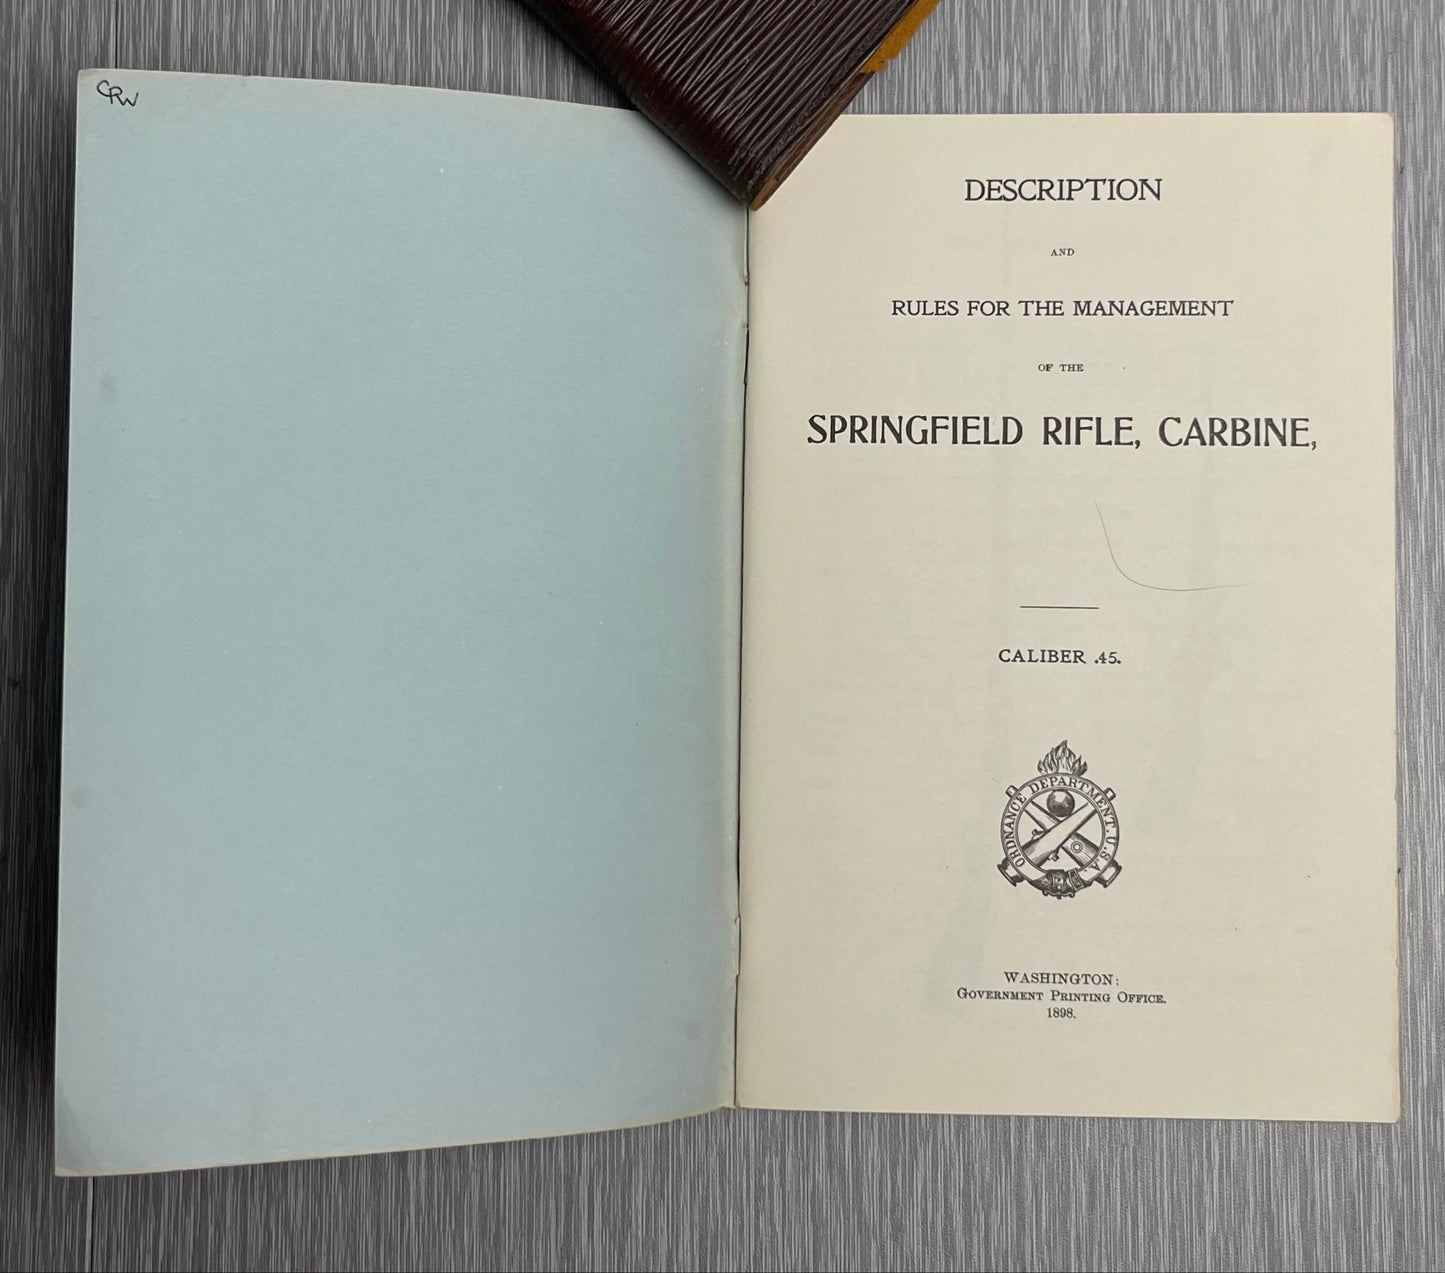 CRW
DESCRIPTION
AND
RULES FOR THE MANAGEMENT
OF THE
SPRINGFIELD RIFLE, CARBINE,
CALIBER .45.
ORDNANCE DEPARTMENT. U.S.A.
WASHINGTON:
GOVERNMENT PRINTING OFFICE.
1898.